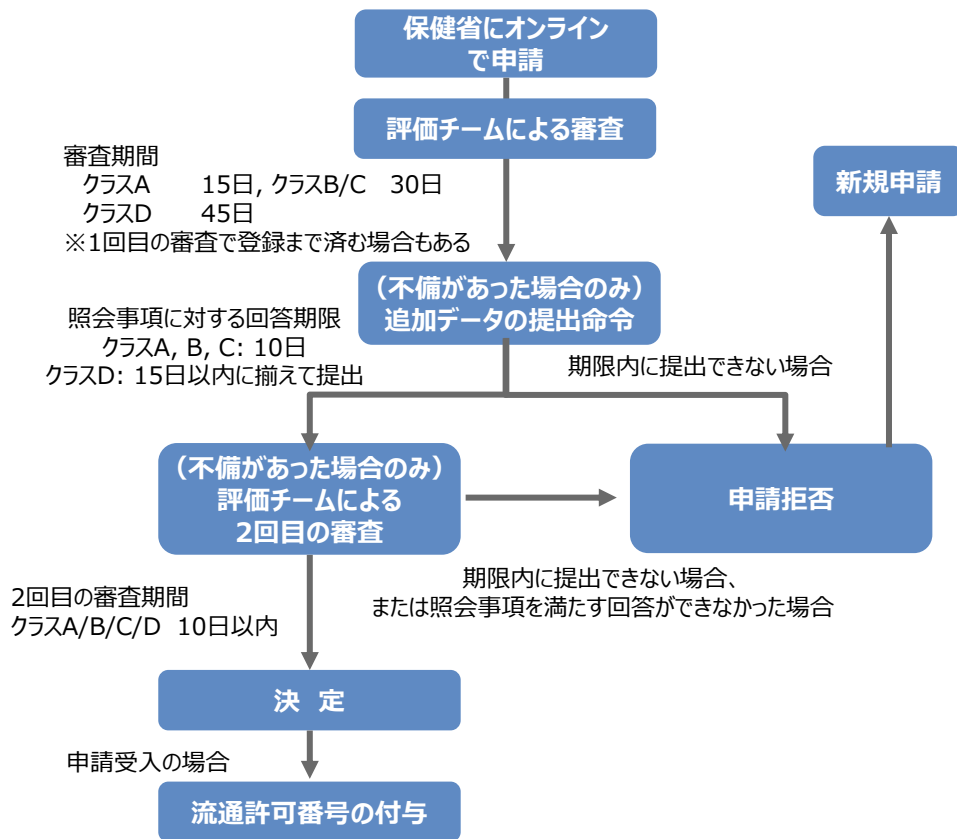 保健省にオンライン
で申請
評価チームによる審査
審査期間
クラスA 15日, クラスB/C 30日
クラスD 45日
※1回目の審査で登録まで済む場合もある
新規申請
（不備があった場合のみ）
追加データの提出命令
照会事項に対する回答期限
クラスA, B, C: 10日
クラスD: 15日以内に揃えて提出
期限内に提出できない場合
（不備があった場合のみ）
評価チームによる
2回目の審査
申請拒否
期限内に提出できない場合、
または照会事項を満たす回答ができなかった場合
2回目の審査期間
クラスA/B/C/D 10日以内
決 定
申請受入の場合
流通許可番号の付与